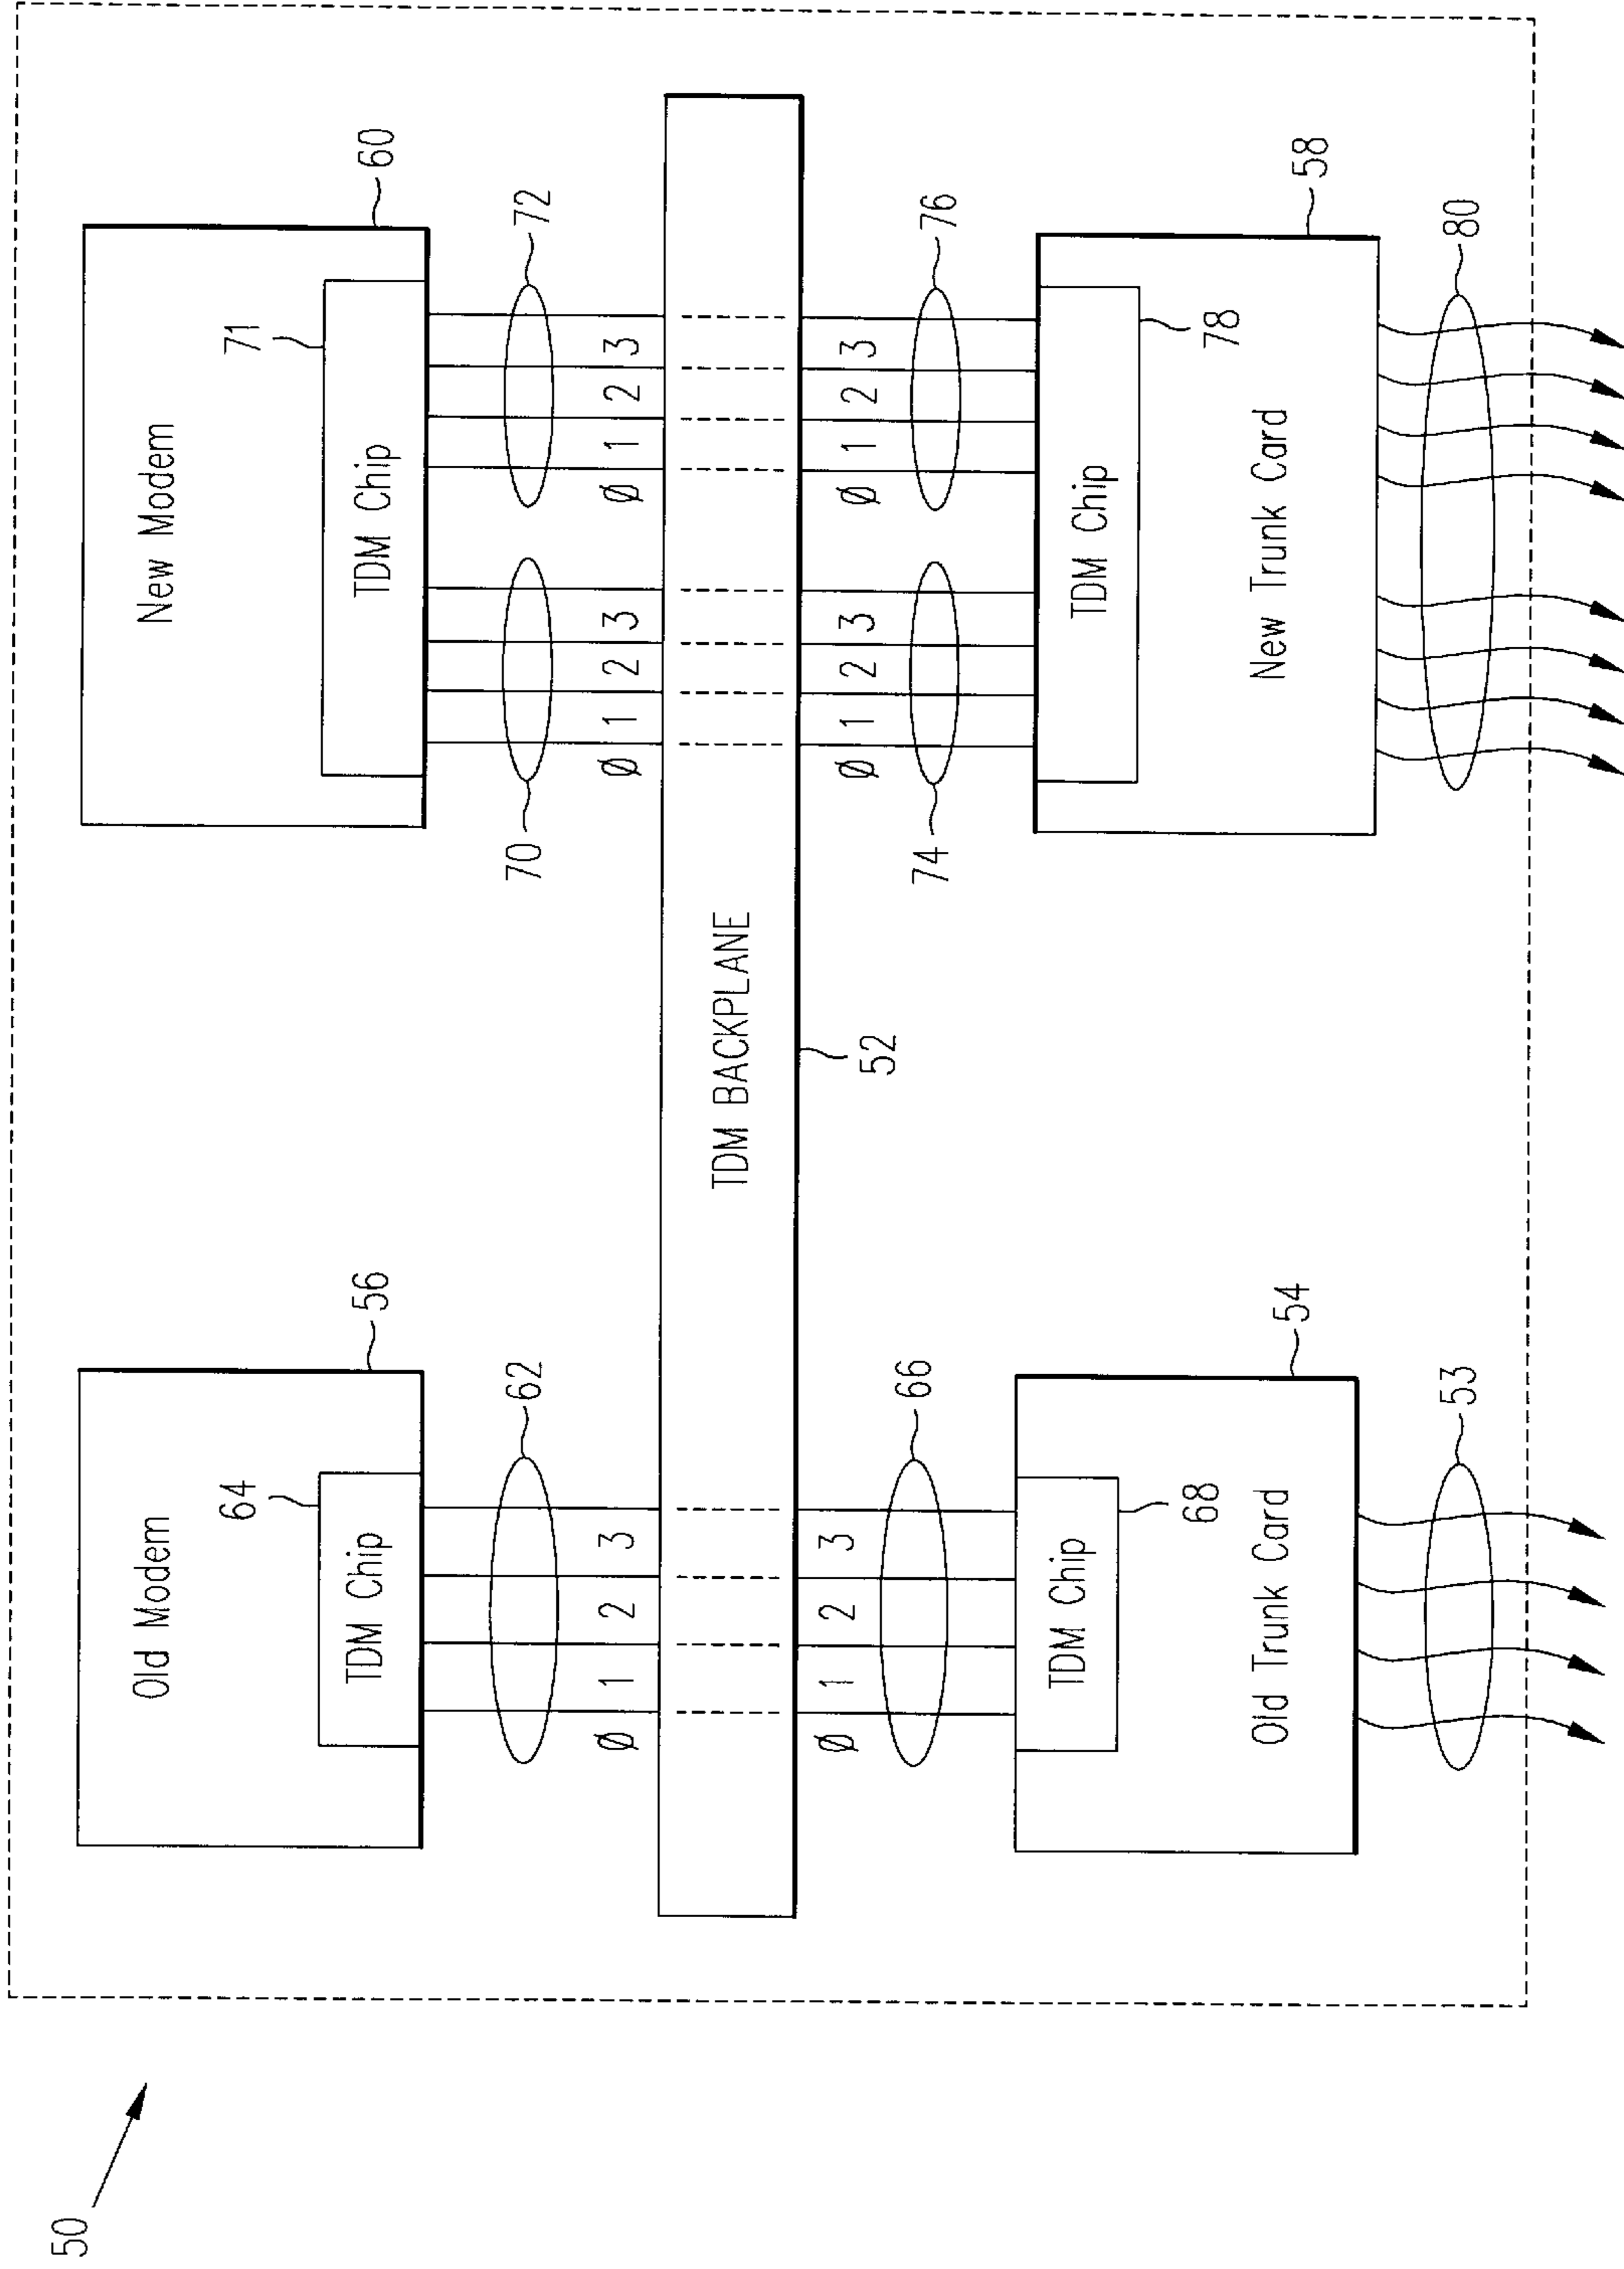 50
Old Modem
New Modem
64
TDM Chip
56
71
TDM Chip
60
62
70
72
Ø 1 2 3
Ø 1 2 3
Ø 1 2 3
TDM BACKPLANE
52
Ø 1 2 3
Ø 1 2 3
Ø 1 2 3
66
74
76
TDM Chip
68
TDM Chip
78
Old Trunk Card
54
New Trunk Card
58
53
80